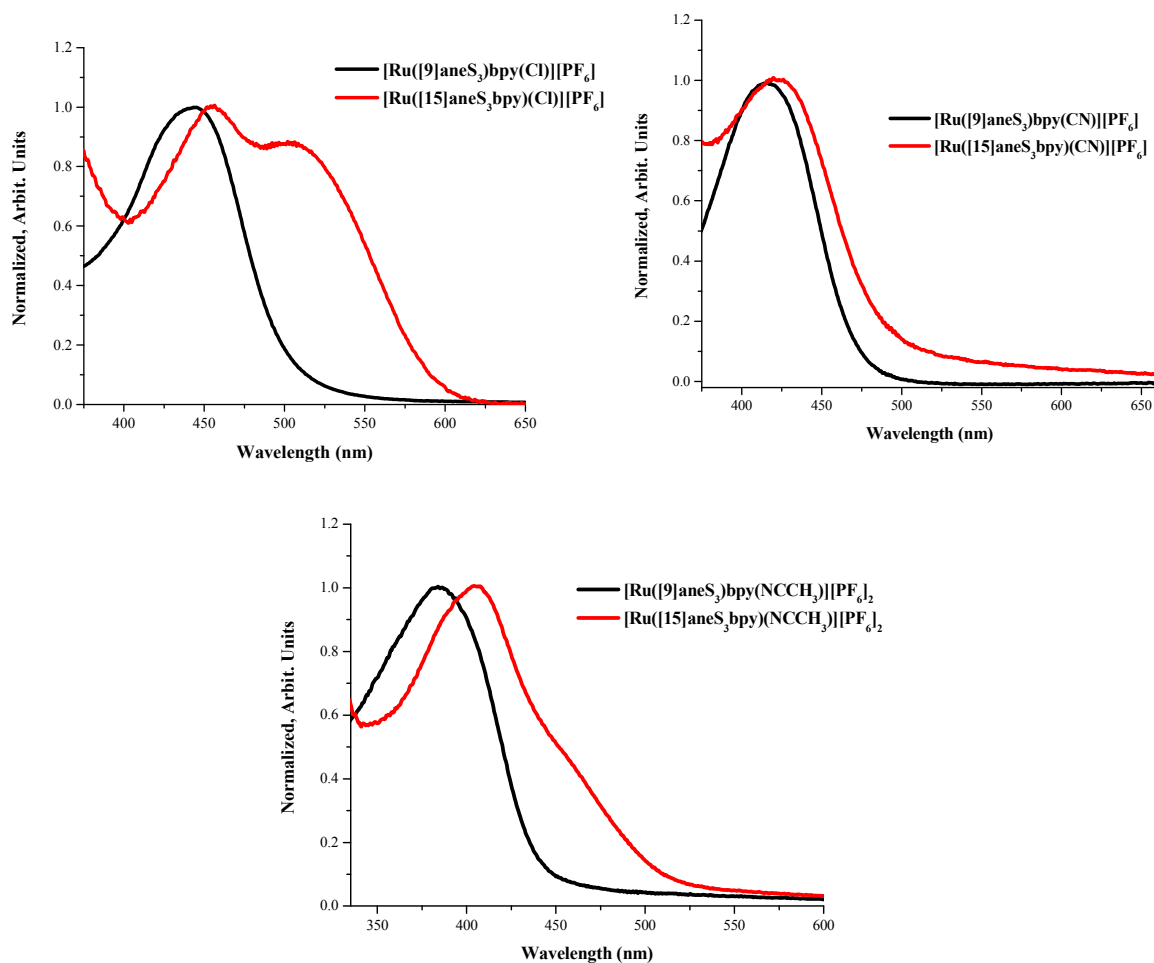 1.2
1.0
0.8
0.6
0.4
0.2
0.0
400 450 500 550 600 650
Normalized, Arbit. Units
Wavelength (nm)
[Ru([9]aneS3)bpy(Cl)][PF6]
[Ru([15]aneS3bpy)(Cl)][PF6]
1.2
1.0
0.8
0.6
0.4
0.2
0.0
400 450 500 550 600 650
Normalized, Arbit. Units
Wavelength (nm)
[Ru([9]aneS3)bpy(CN)][PF6]
[Ru([15]aneS3bpy)(CN)][PF6]
1.2
1.0
0.8
0.6
0.4
0.2
0.0
350 400 450 500 550 600
Normalized, Arbit. Units
Wavelength (nm)
[Ru([9]aneS3)bpy(NCCH3)][PF6]2
[Ru([15]aneS3bpy)(NCCH3)][PF6]2